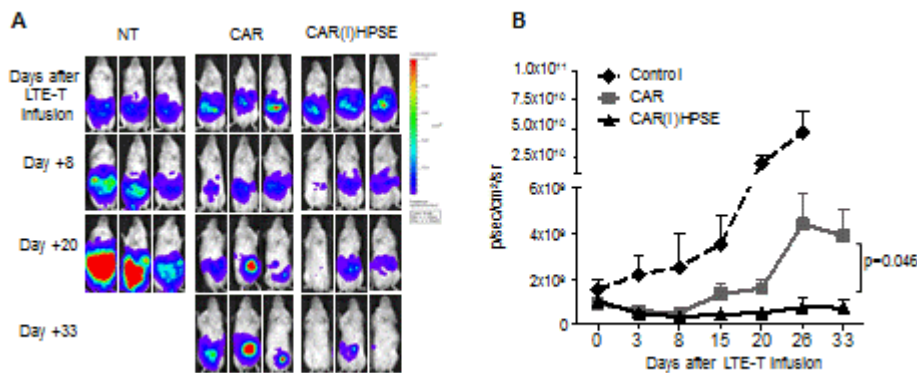 A
NT CAR CAR(I)HPSE
Days after
LTE-T
infusion
Day +8
Day +20
Day +33
B
Control
CAR
CAR(I)HPSE
1.0x10¹¹
7.5x10¹⁰
5.0x10¹⁰
2.5x10¹⁰
6x10⁹
4x10⁹
2x10⁹
0
p/sec/cm²/sr
p=0.046
0 3 8 15 20 26 33
Days after LTE-T infusion